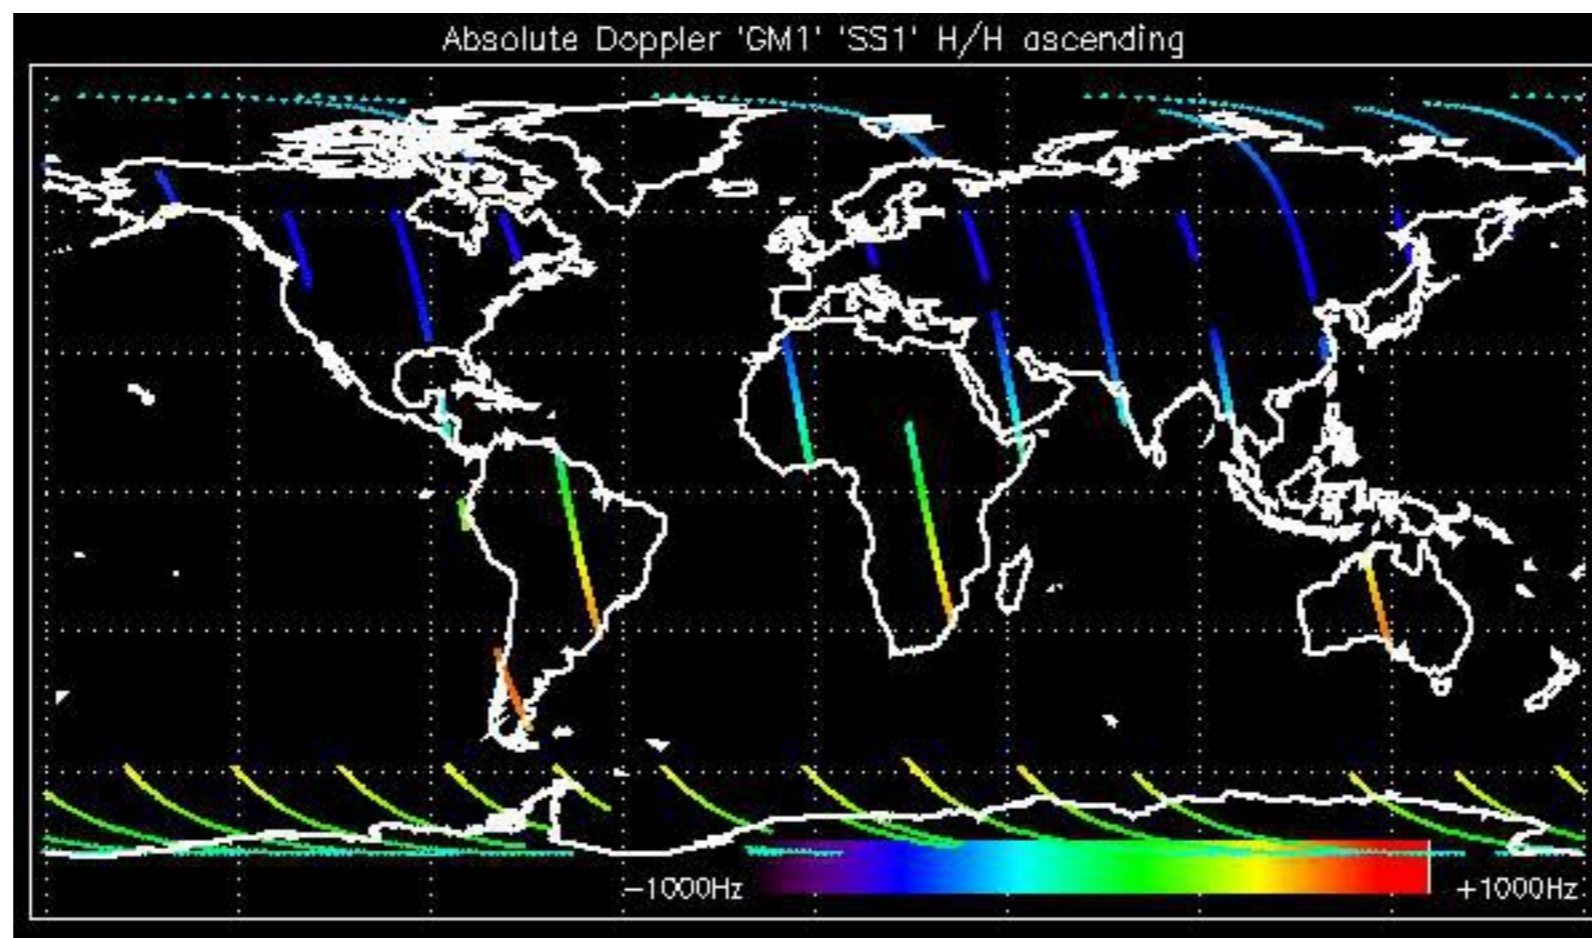 Absolute Doppler 'GM1' 'SS1' H/H ascending
-1000Hz
+1000Hz